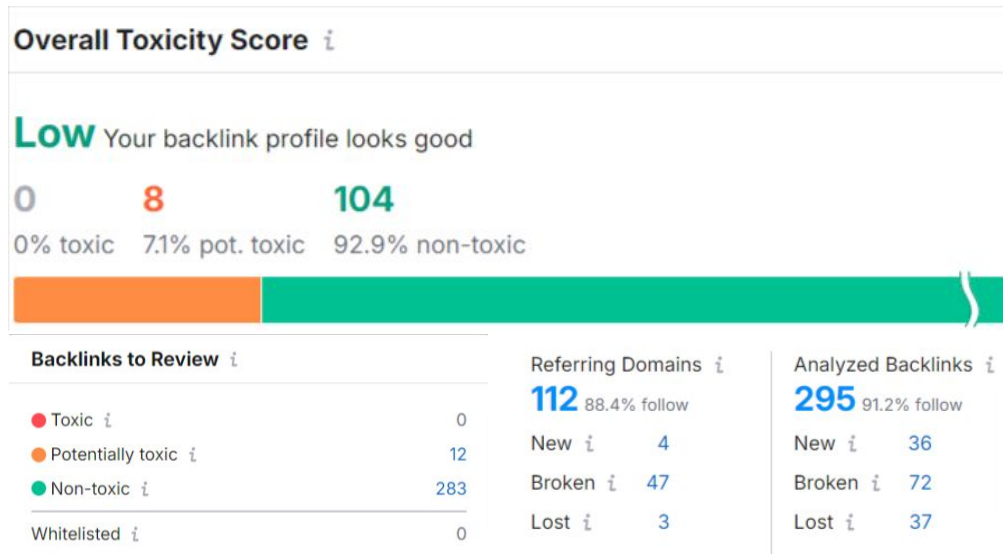 Overall Toxicity Score i
Low Your backlink profile looks good
0 8 104
0% toxic 7.1% pot. toxic 92.9% non-toxic
Backlinks to Review i
Toxic i 0
Potentially toxic i 12
Non-toxic i 283
Whitelisted i 0
Referring Domains i
112 88.4% follow
New i 4
Broken i 47
Lost i 3
Analyzed Backlinks i
295 91.2% follow
New i 36
Broken i 72
Lost i 37